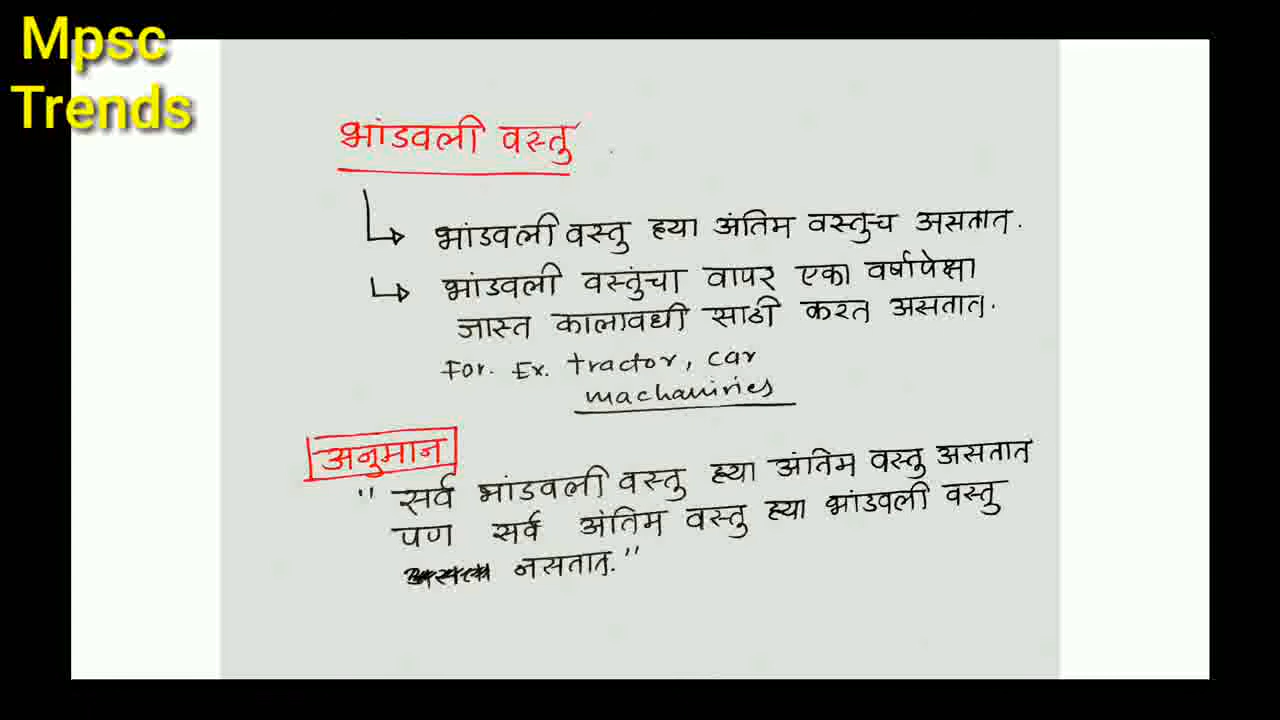 Mpsc
Trends
भांडवली वस्तु
भांडवली वस्तु ह्या अंतिम वस्तुच असतात.
भांडवली वस्तुंचा वापर एका वर्षापेक्षा
जास्त कालावधी साठी करत असतात.
For. Ex. tractor, car
machaniries
अनुमान
" सर्व भांडवली वस्तु ह्या अंतिम वस्तु असतात
पण सर्व अंतिम वस्तु ह्या भांडवली वस्तु
नसतात."